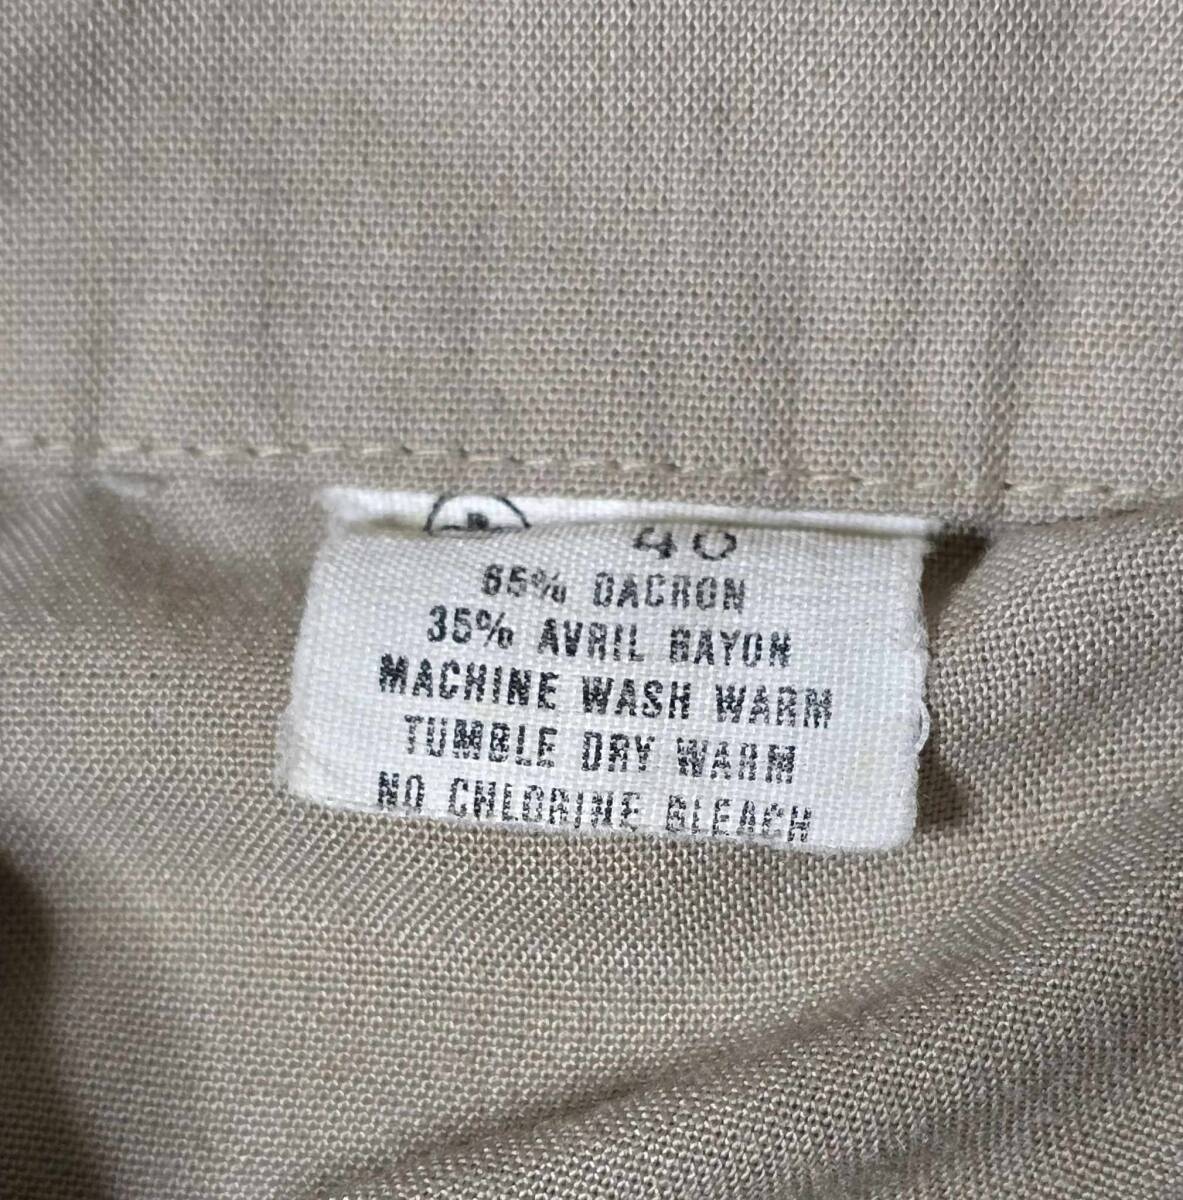 40
65% DACRON
35% AVRIL RAYON
MACHINE WASH WARM
TUMBLE DRY WARM
NO CHLORINE BLEACH